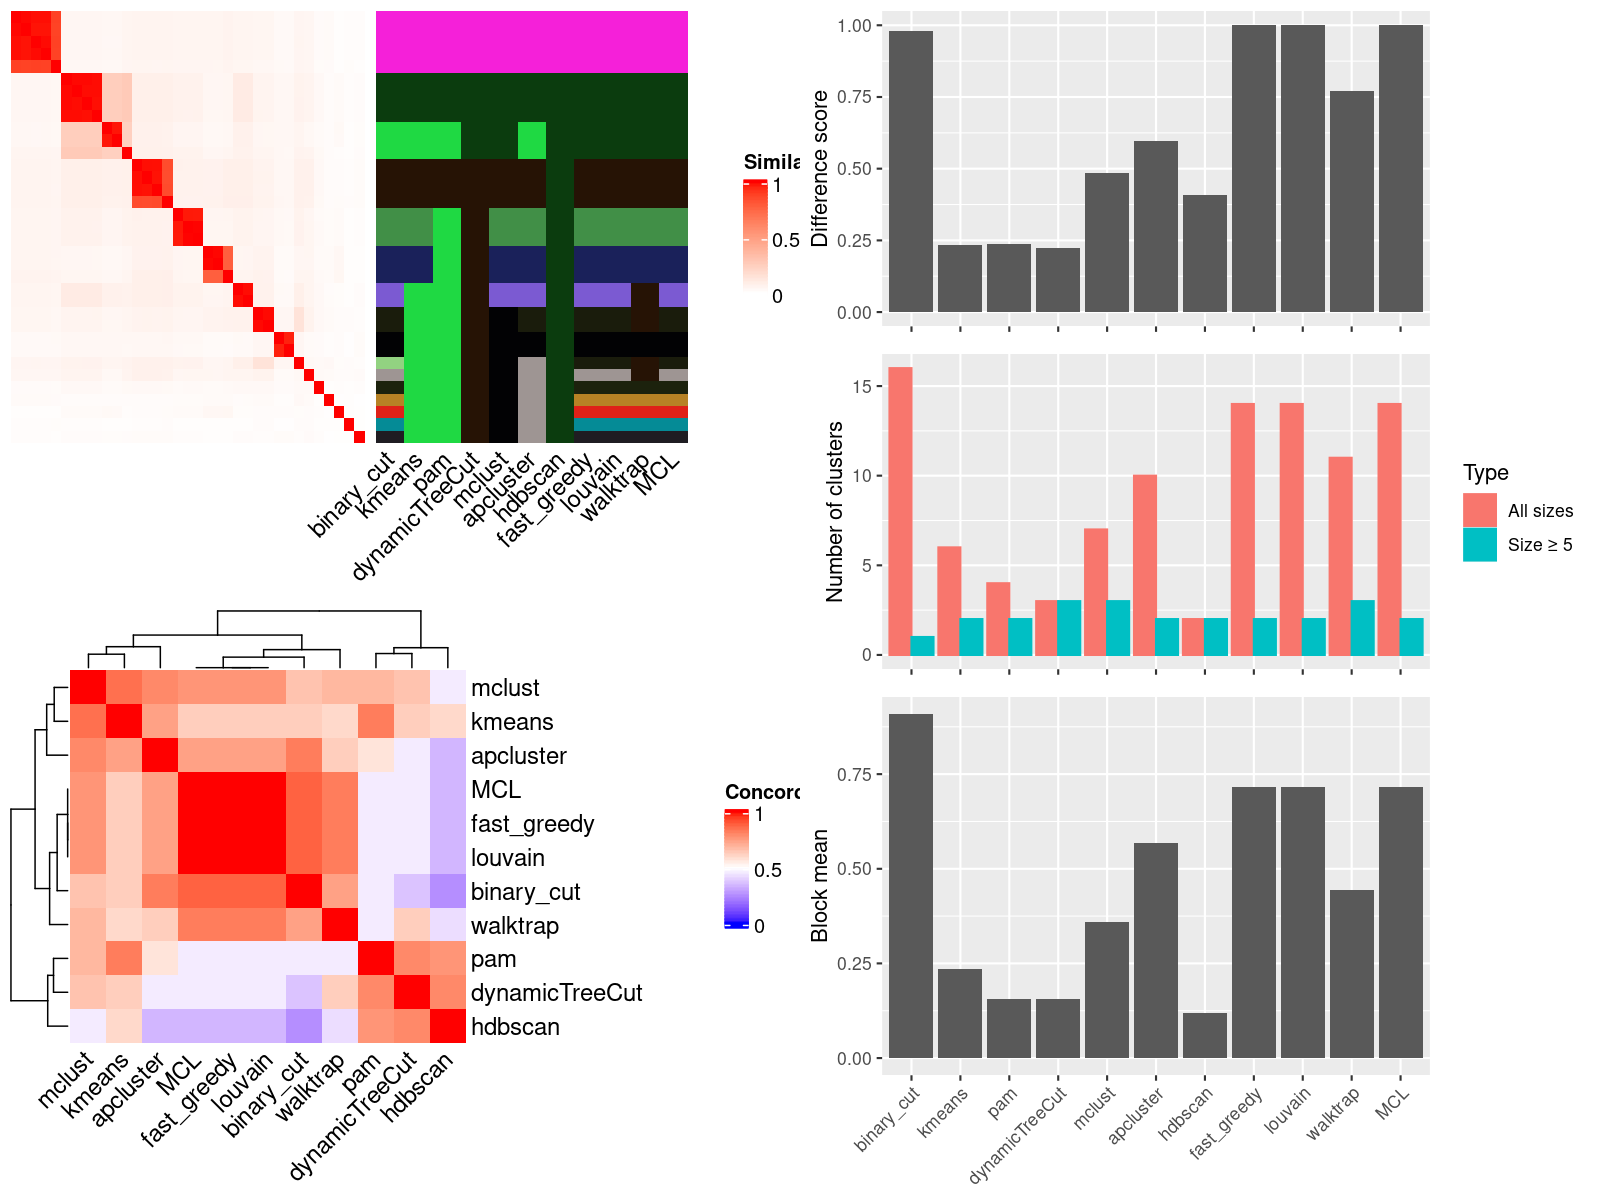 Simila
1
0.5
0
binary_cut
kmeans
pam
dynamicTreeCut
mclust
apcluster
hdbscan
fast_greedy
louvain
walktrap
MCL
mclust
kmeans
apcluster
MCL
fast_greedy
louvain
binary_cut
walktrap
pam
dynamicTreeCut
hdbscan
mclust
kmeans
apcluster
MCL
fast_greedy
louvain
binary_cut
walktrap
pam
dynamicTreeCut
hdbscan
Concord
1
0.5
0
Difference score
1.00
0.75
0.50
0.25
0.00
Number of clusters
15
10
5
0
Type
All sizes
Size ≥ 5
Block mean
0.75
0.50
0.25
0.00
binary_cut
kmeans
pam
dynamicTreeCut
mclust
apcluster
hdbscan
fast_greedy
louvain
walktrap
MCL